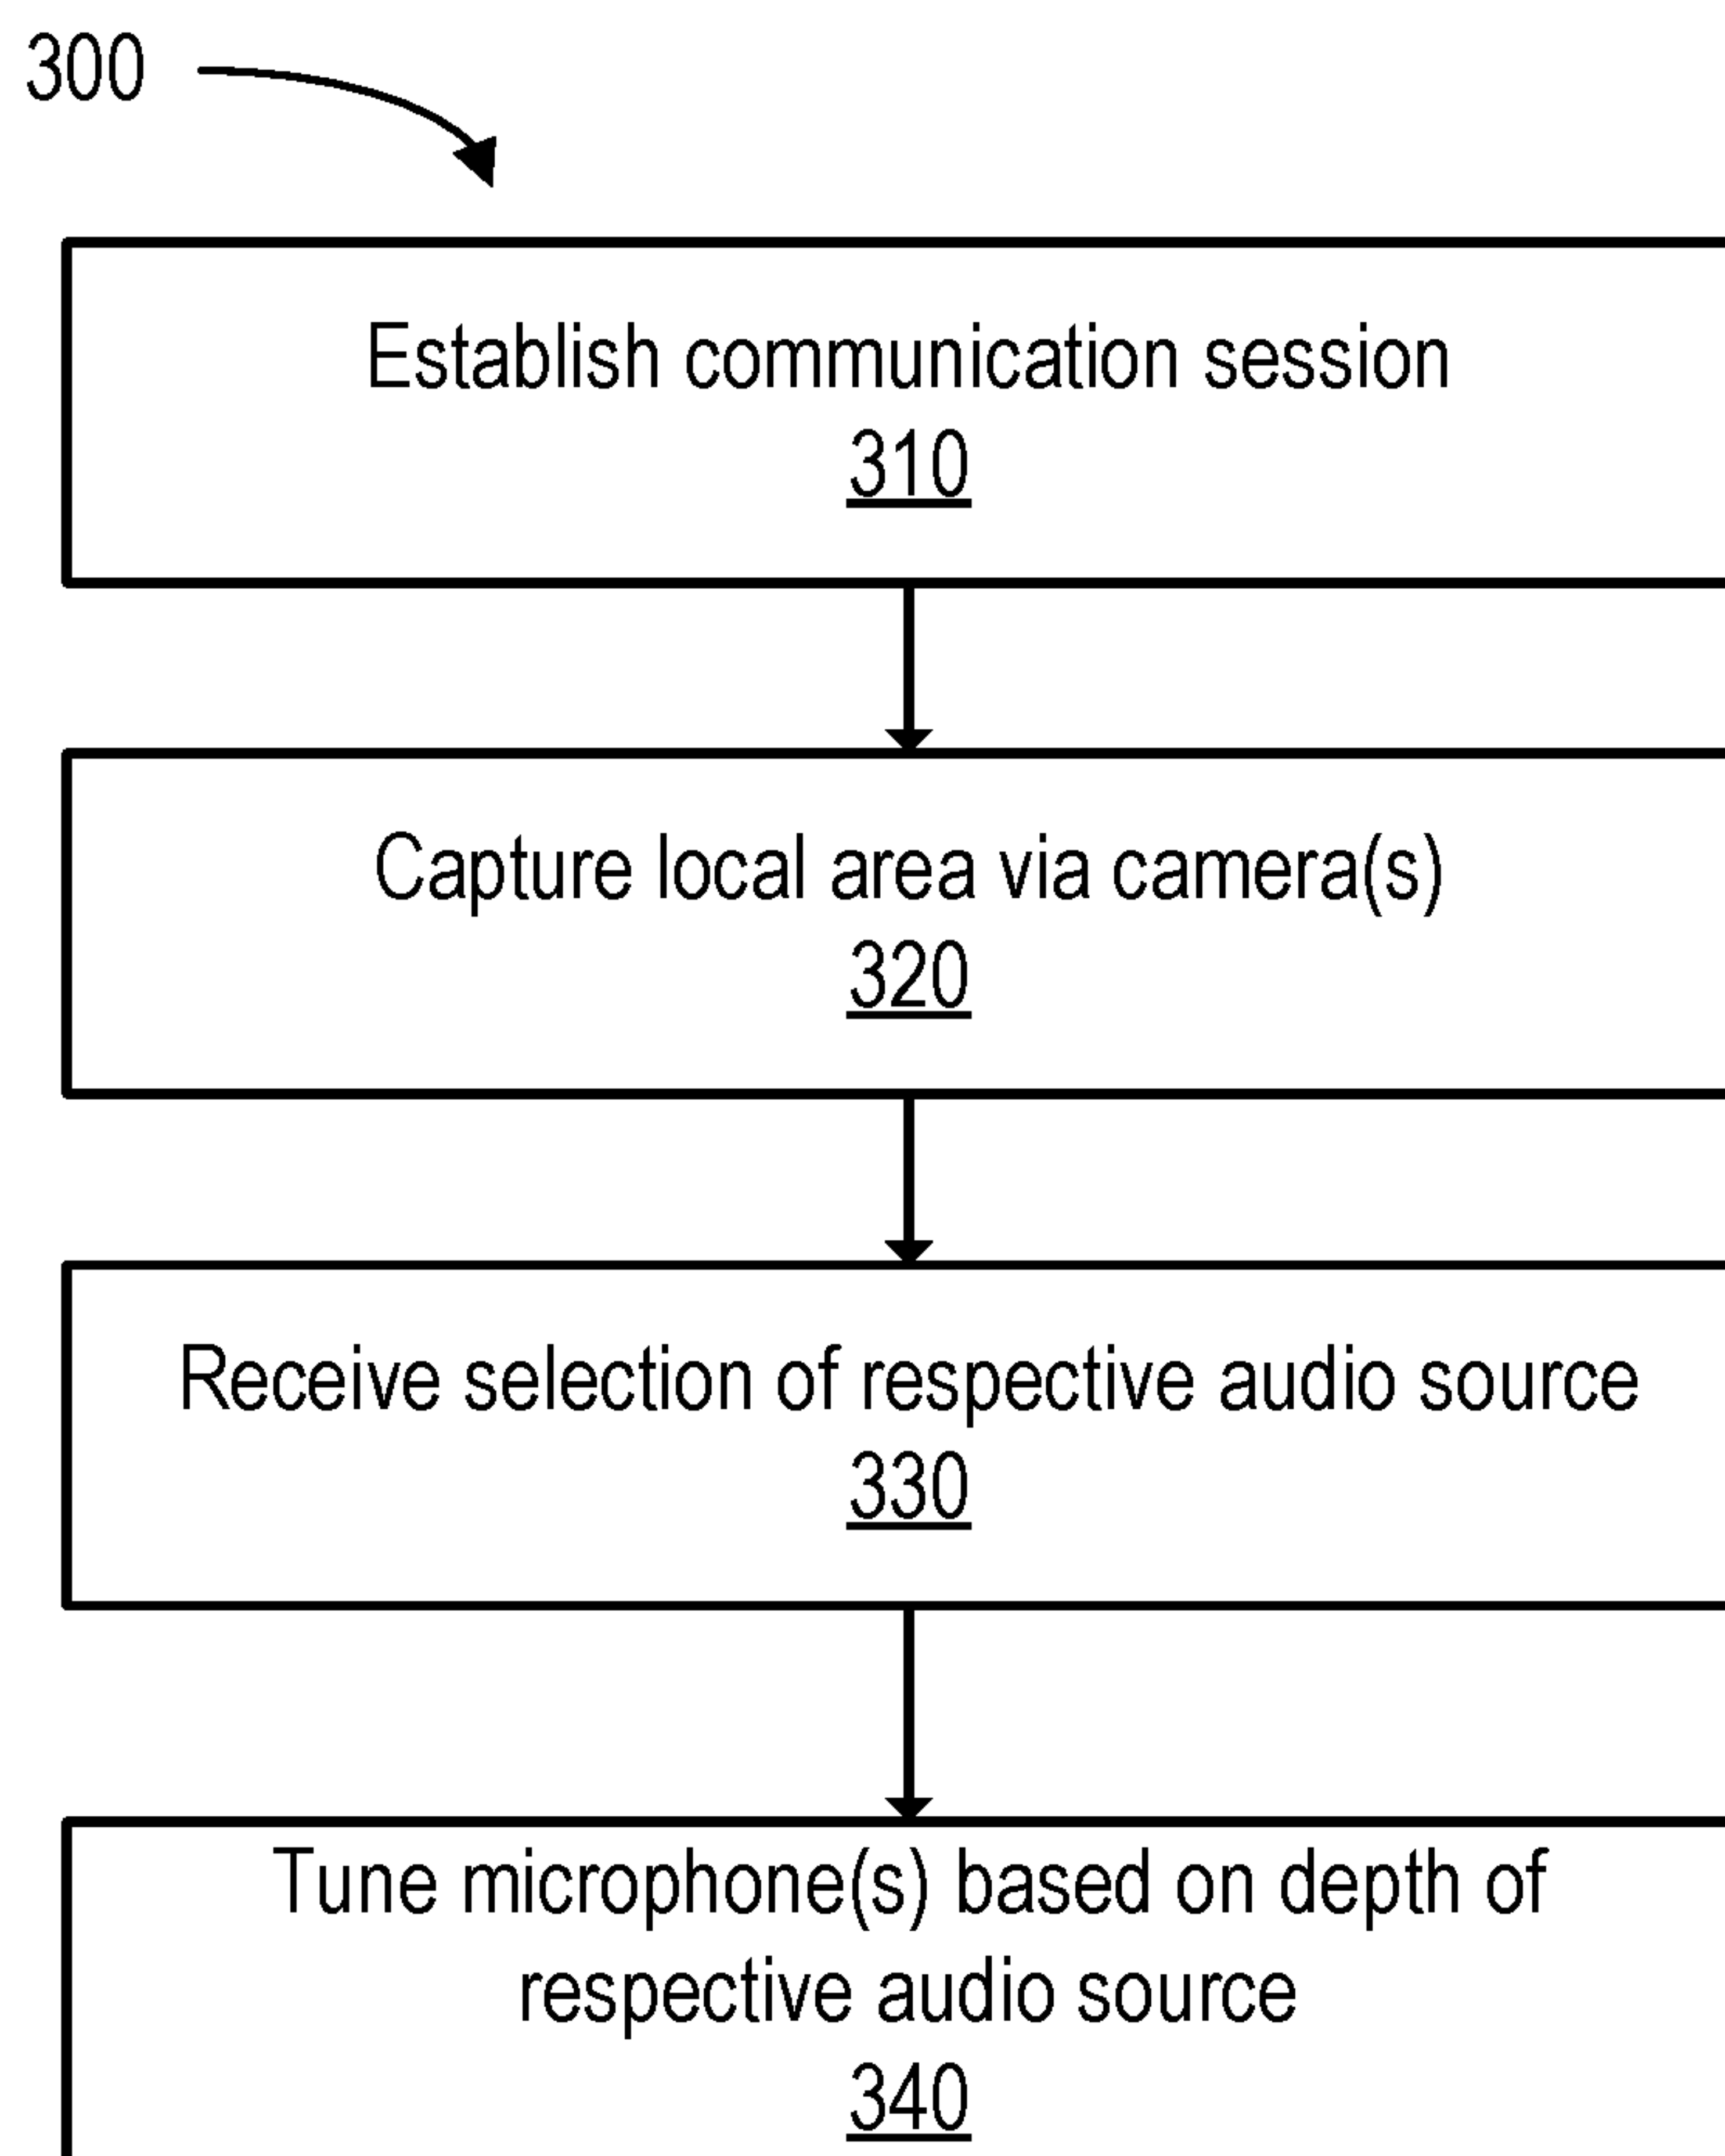 300
Establish communication session
310
Capture local area via camera(s)
320
Receive selection of respective audio source
330
Tune microphone(s) based on depth of
respective audio source
340